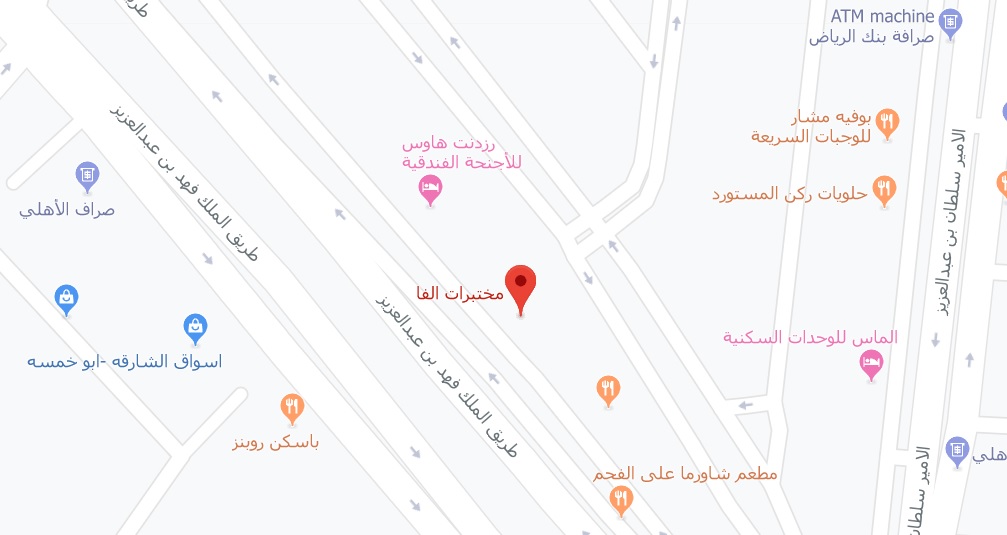 ATM machine
صرافة بنك الرياض
طري
بوفيه مشار
للوجبات السريعة
رزدنت هاوس
للأجنحة الفندقية
طريق الملك فهد بن عبدالعزيز
الامير سلطان بن عبدالعزيز
حلويات ركن المستورد
صراف الأهلي
مختبرات الفا
طريق الملك فهد بن عبدالعزيز
الماس للوحدات السكنية
اسواق الشارقه -ابو خمسه
باسكن روبنز
هلي
مطعم شاورما على الفحم
الامير سلطان